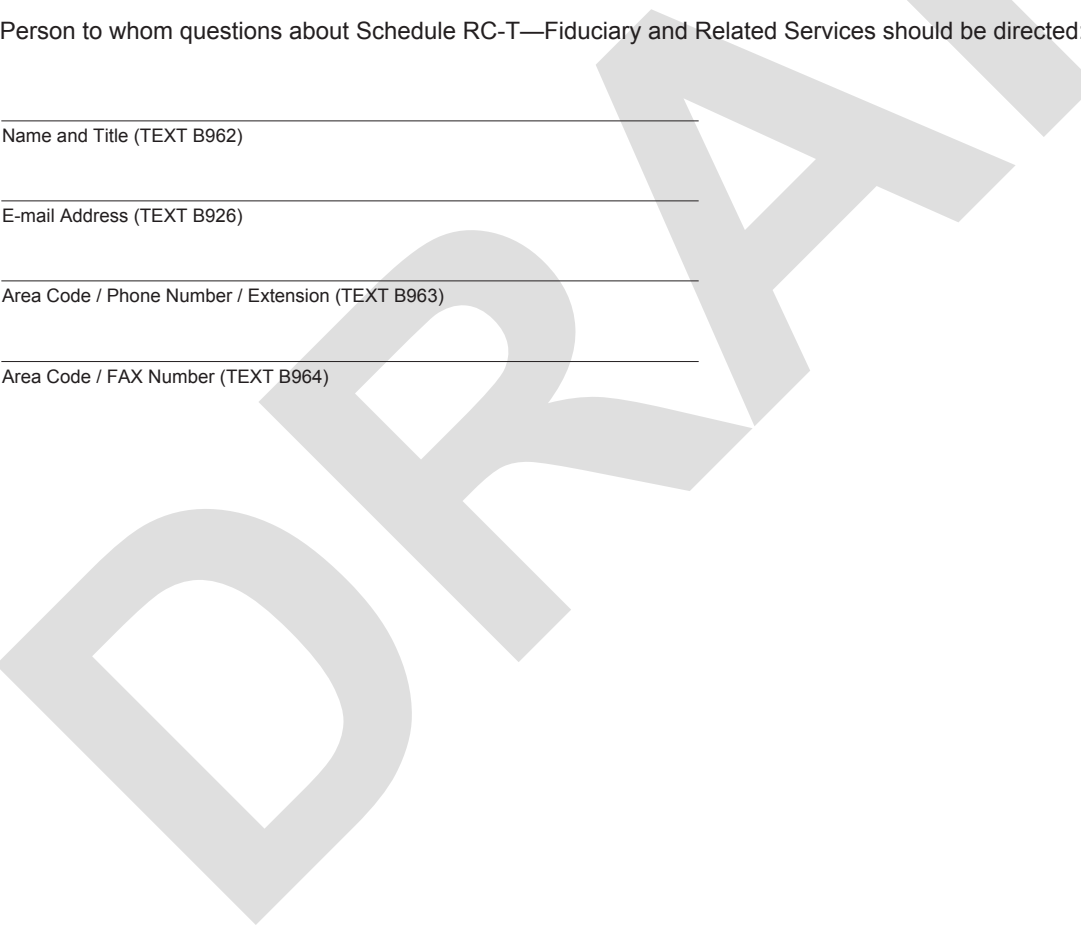 Person to whom questions about Schedule RC-T—Fiduciary and Related Services should be directed:
Name and Title (TEXT B962)
E-mail Address (TEXT B926)
Area Code / Phone Number / Extension (TEXT B963)
Area Code / FAX Number (TEXT B964)
DRA